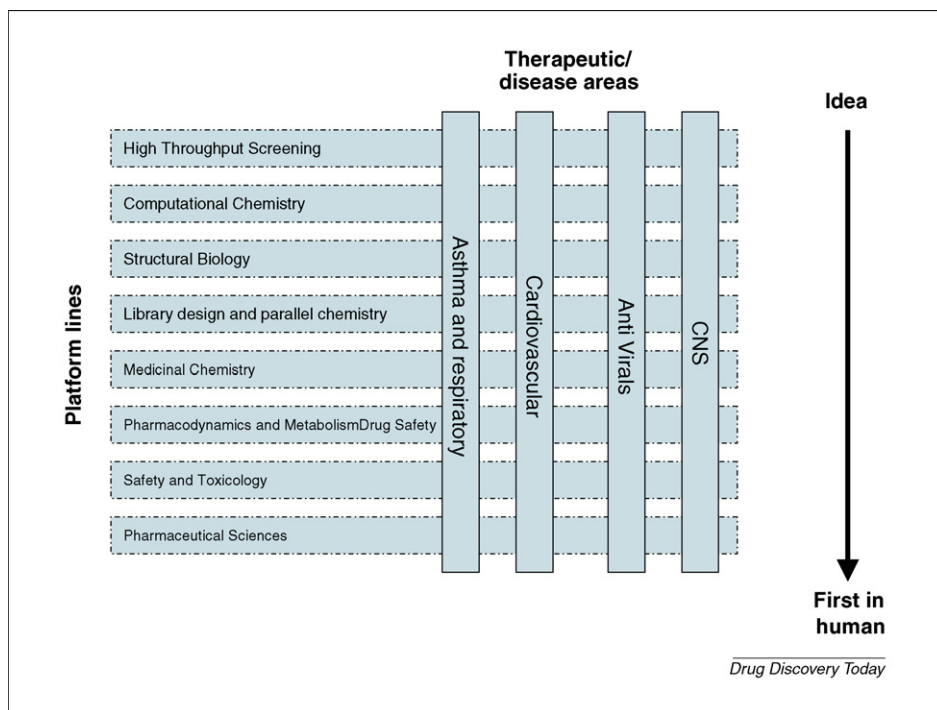 Therapeutic/
disease areas
Idea
High Throughput Screening
Computational Chemistry
Structural Biology
Library design and parallel chemistry
Medicinal Chemistry
Pharmacodynamics and MetabolismDrug Safety
Safety and Toxicology
Pharmaceutical Sciences
Platform lines
Asthma and respiratory
Cardiovascular
Anti Virals
CNS
First in
human
Drug Discovery Today